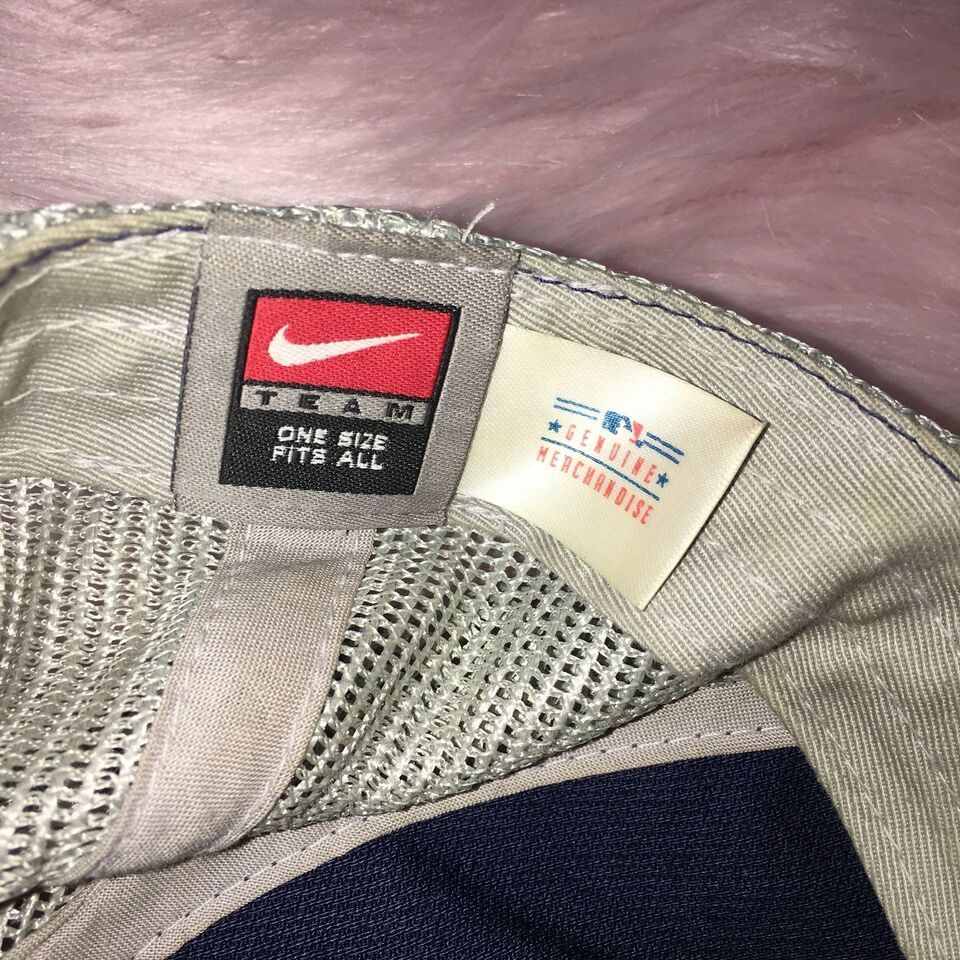 TEAM
ONE SIZE
FITS ALL
GENUINE
MERCHANDISE